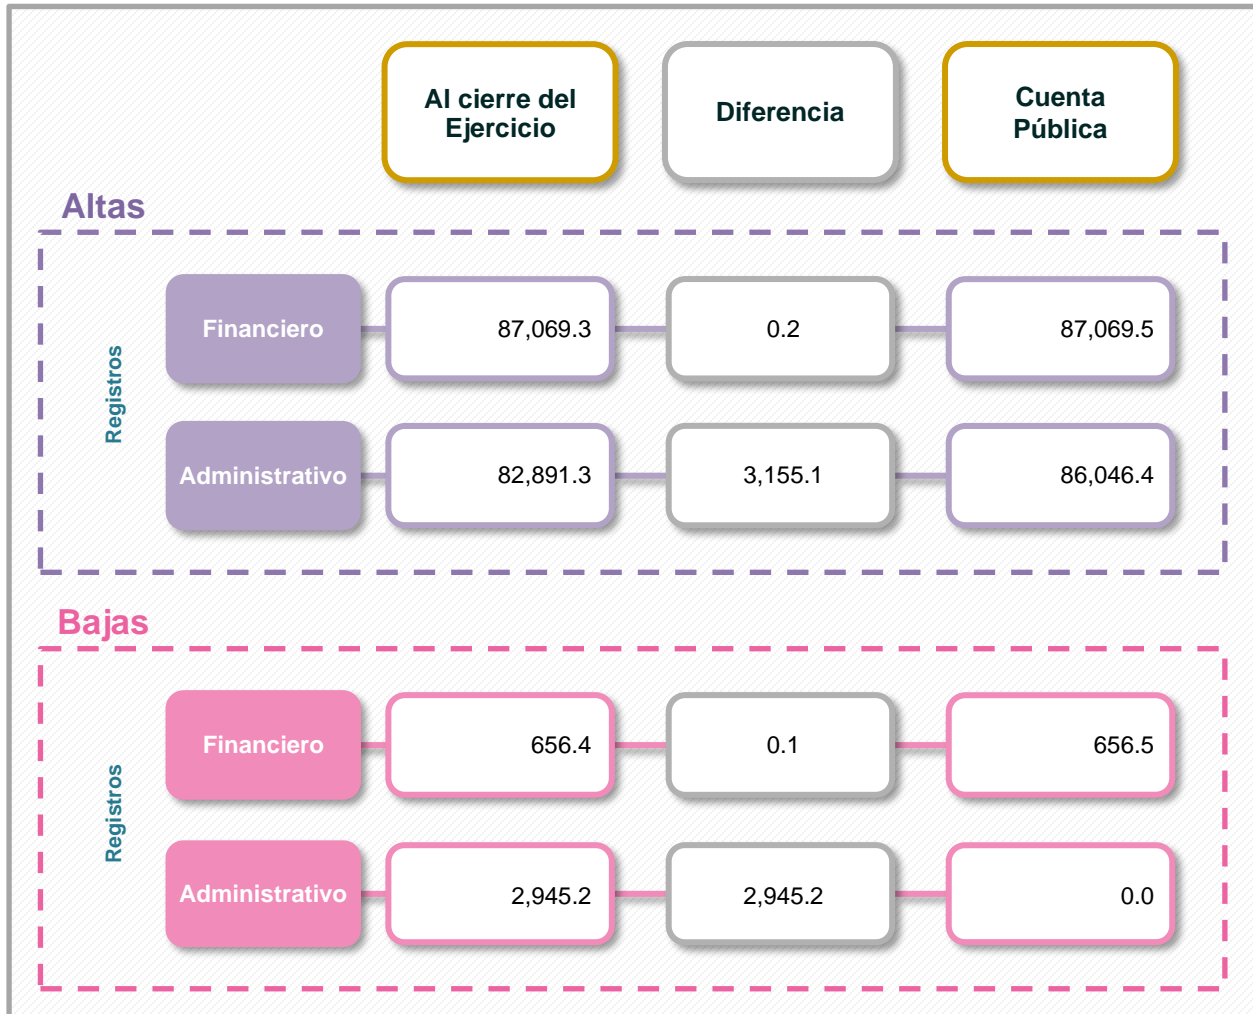 Al cierre del
Ejercicio
Diferencia
Cuenta
Pública
Altas
Registros
Financiero
87,069.3
0.2
87,069.5
Administrativo
82,891.3
3,155.1
86,046.4
Bajas
Registros
Financiero
656.4
0.1
656.5
Administrativo
2,945.2
2,945.2
0.0